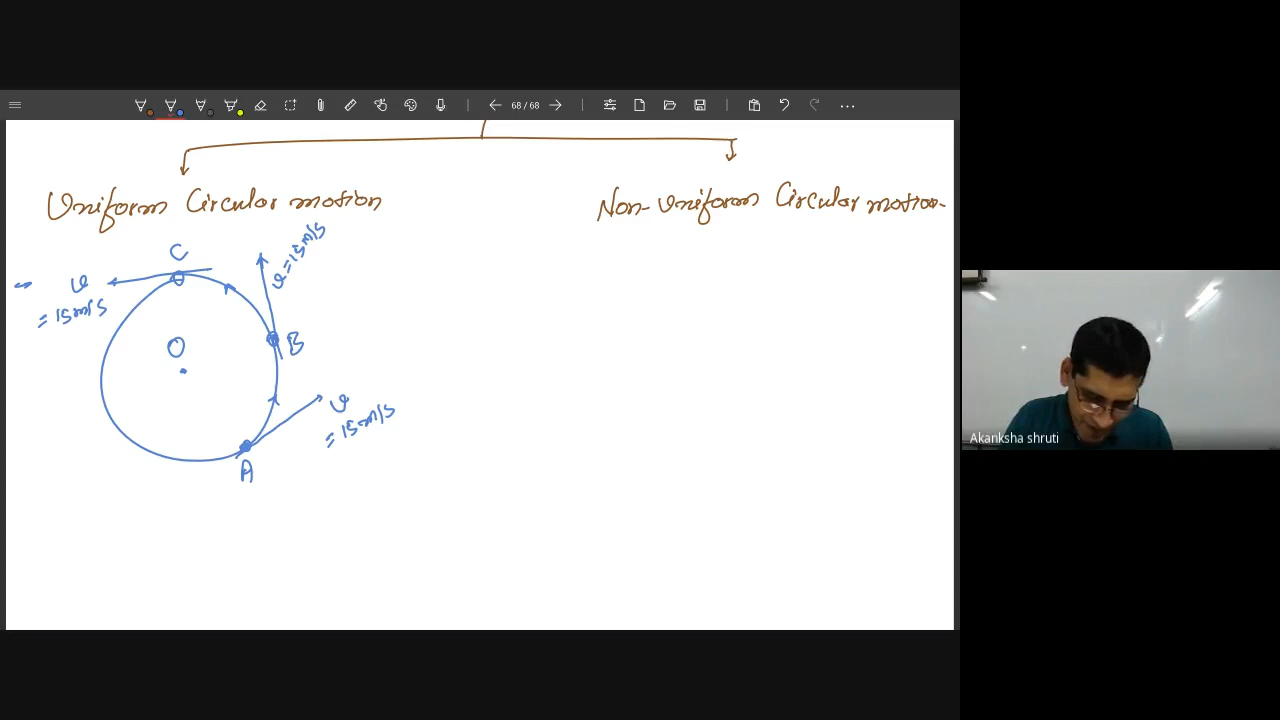 68 / 68
Uniform Circular motion
Non-Uniform Circular motion-
C
v
= 15m/s
v = 15m/s
B
O
v
= 15m/s
A
Akanksha shruti